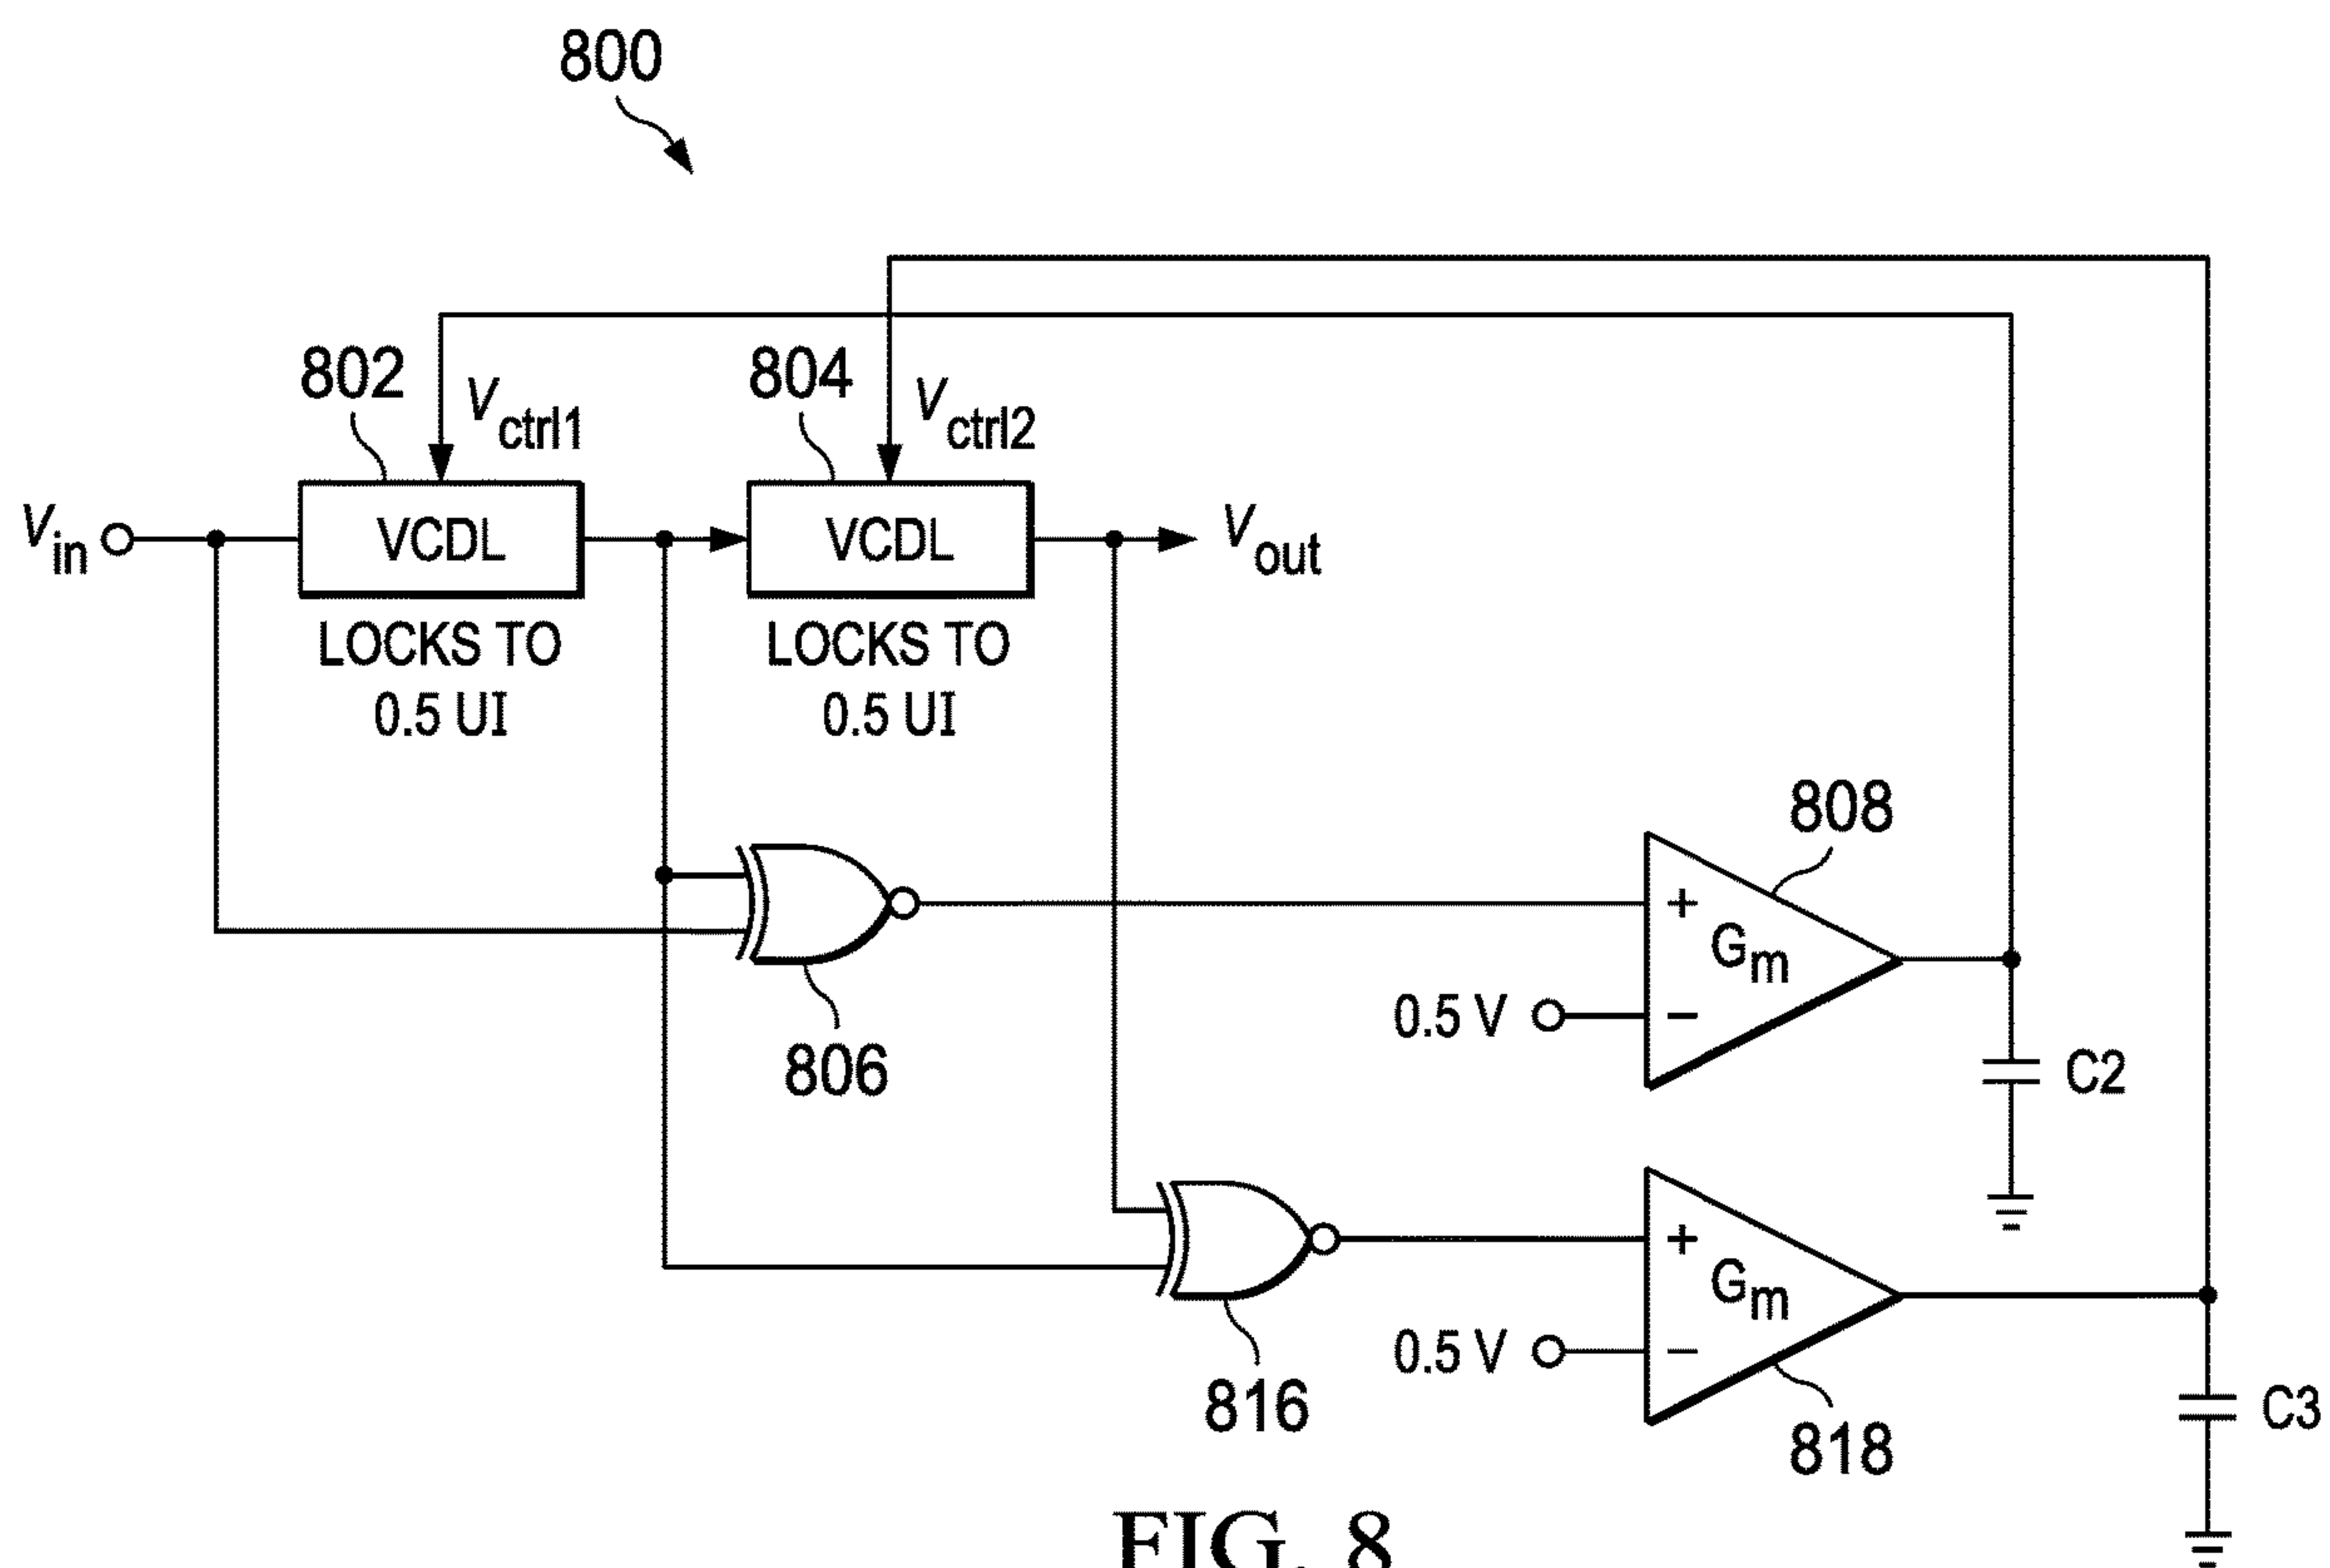 800
802
Vctrl1
804
Vctrl2
Vin
VCDL
VCDL
Vout
LOCKS TO
0.5 UI
LOCKS TO
0.5 UI
808
+
Gm
806
0.5 V
−
C2
+
Gm
816
0.5 V
−
818
C3
FIG. 8